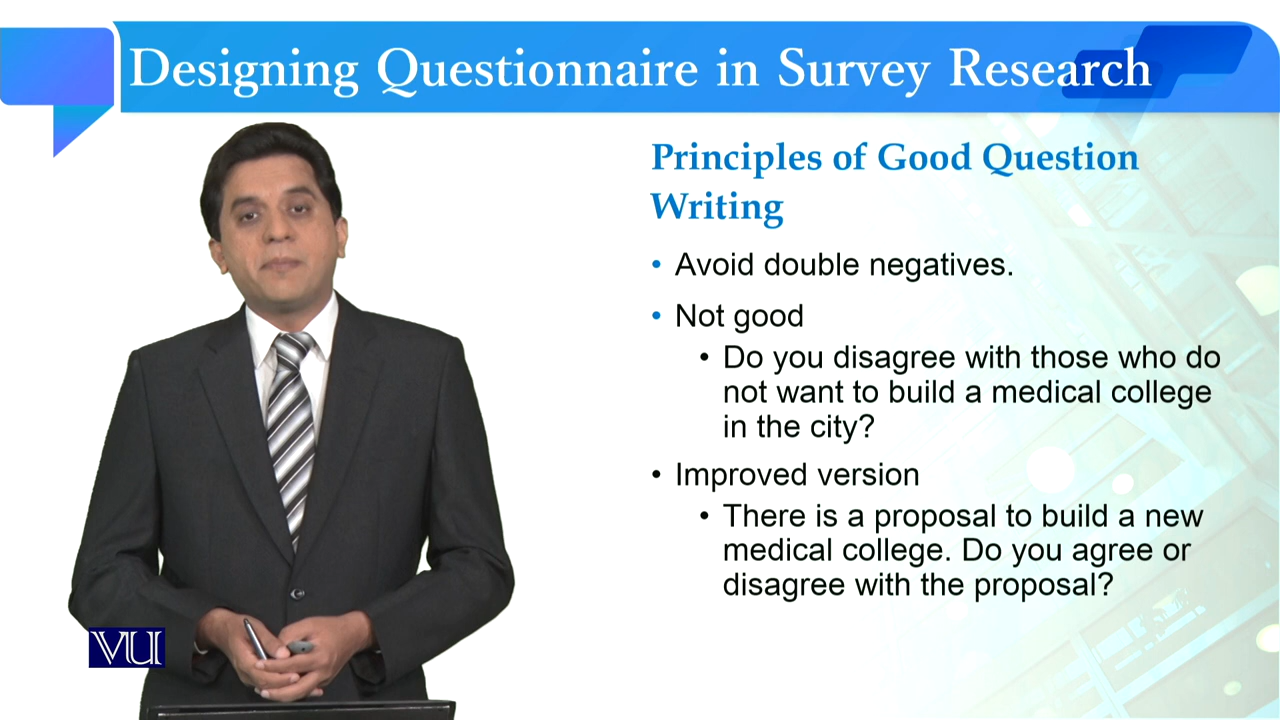 Designing Questionnaire in Survey Research
Principles of Good Question
Writing
• Avoid double negatives.
• Not good
• Do you disagree with those who do
not want to build a medical college
in the city?
• Improved version
• There is a proposal to build a new
medical college. Do you agree or
disagree with the proposal?
VU